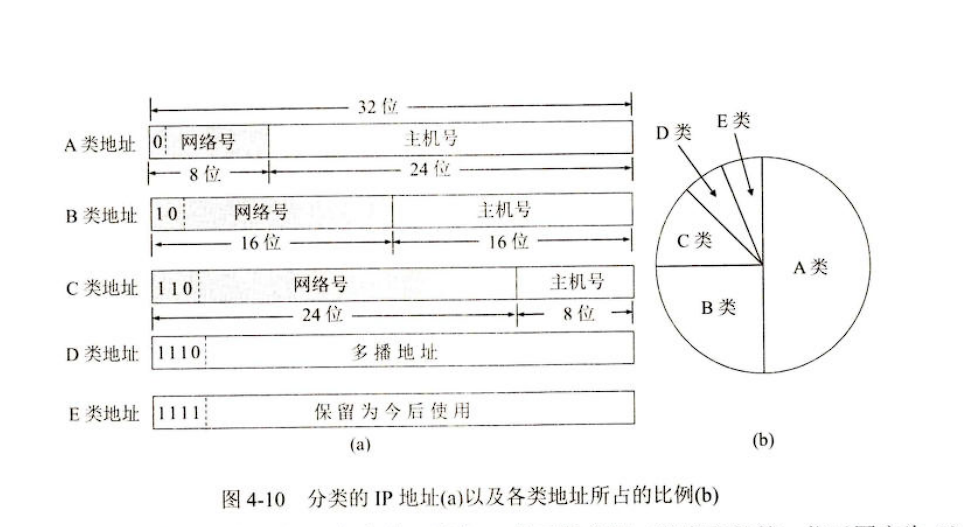 32 位
A 类地址 0 网络号 主机号
8 位 24 位
B 类地址 10 网络号 主机号
16 位 16 位
C 类地址 110 网络号 主机号
24 位 8 位
D 类地址 1110 多播地址
E 类地址 1111 保留为今后使用
(a)
D 类
E 类
C 类
A 类
B 类
(b)
图 4-10 分类的 IP 地址(a)以及各类地址所占的比例(b)